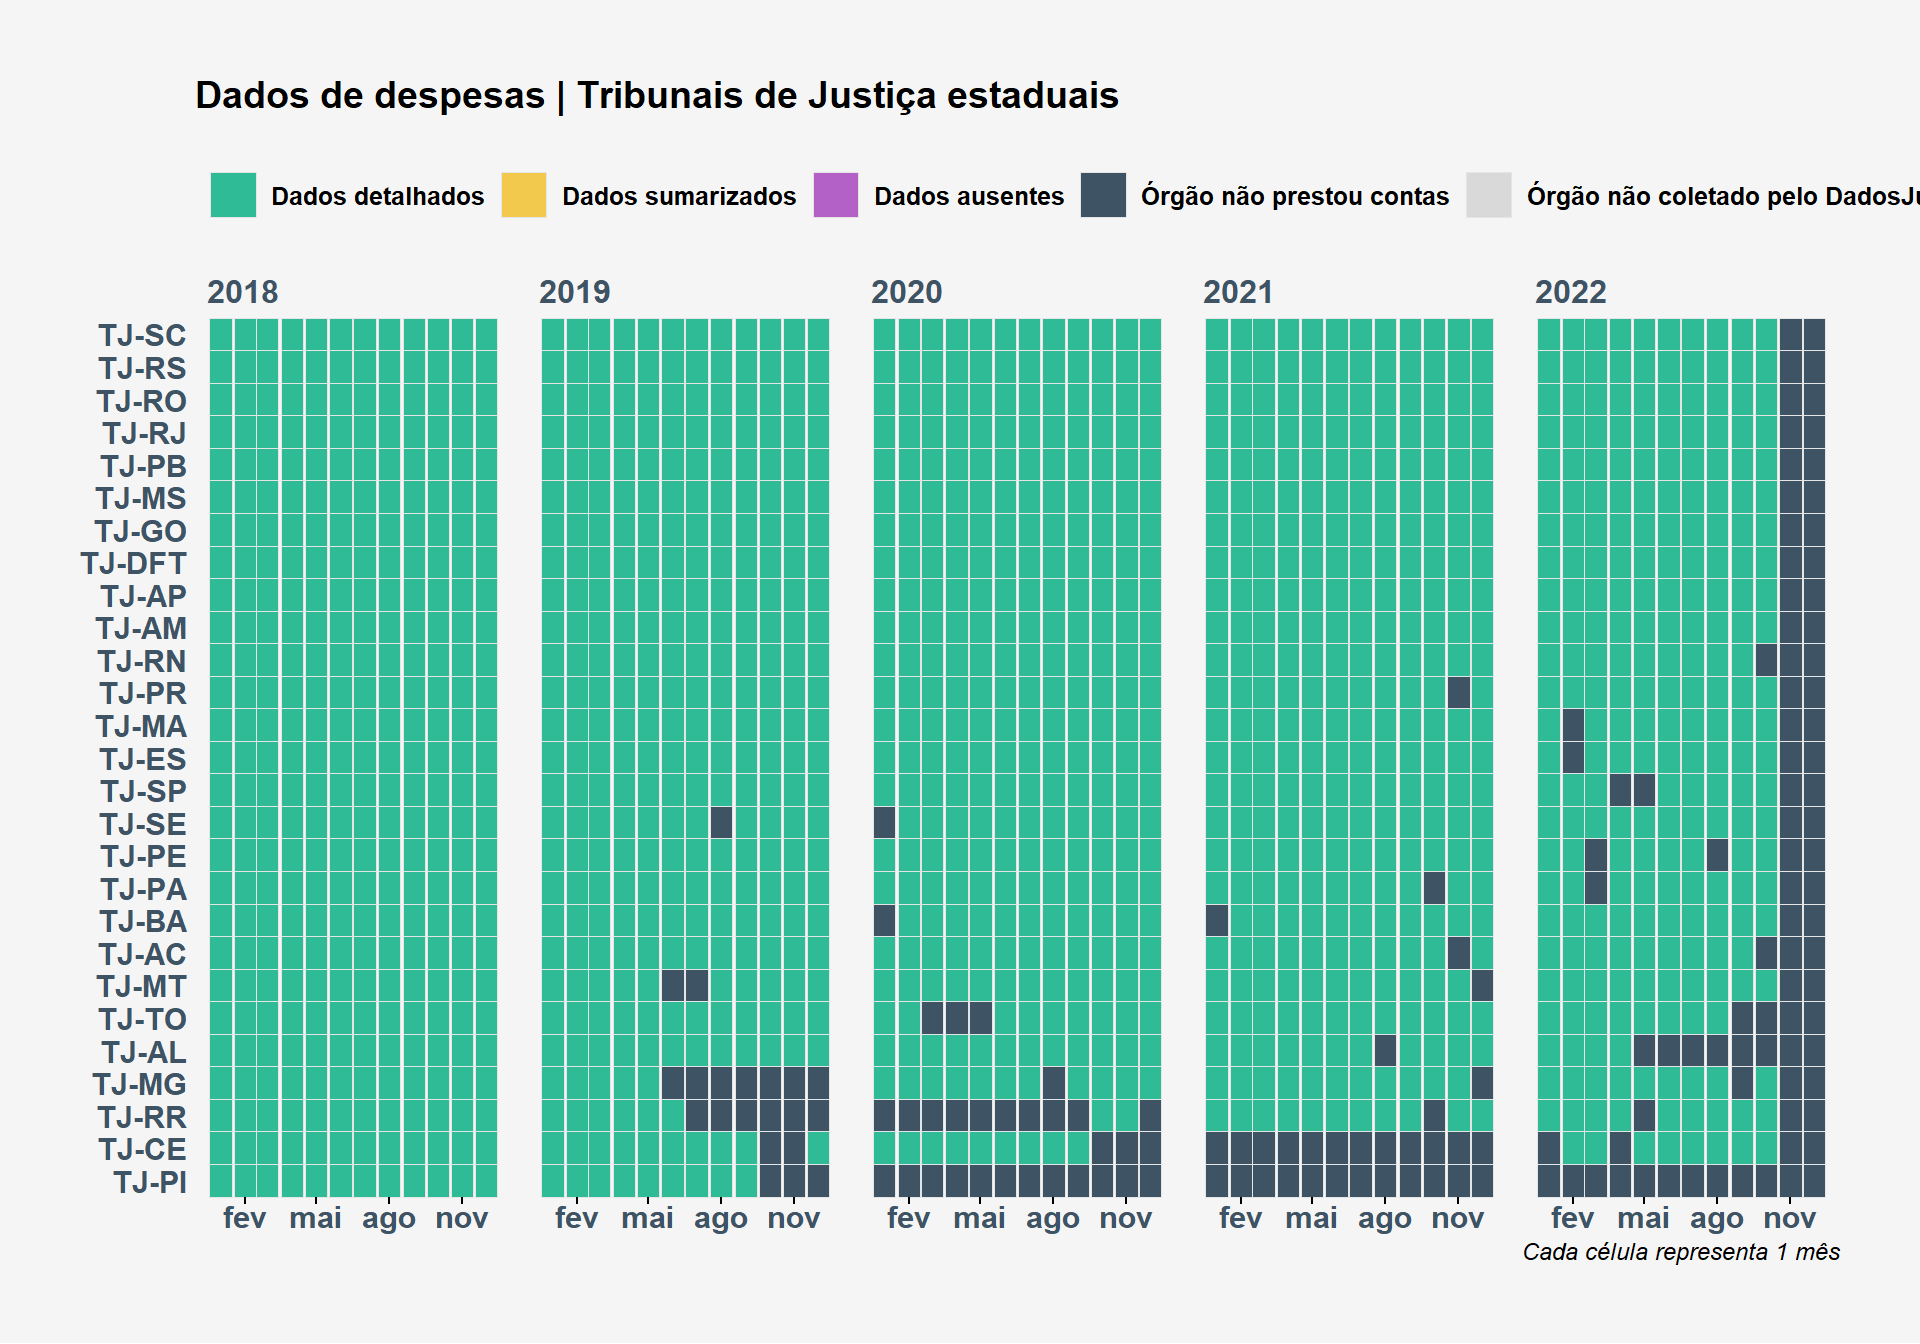 Dados de despesas | Tribunais de Justiça estaduais
Dados detalhados Dados sumarizados Dados ausentes Órgão não prestou contas Órgão não coletado pelo DadosJu
2018 2019 2020 2021 2022
TJ-SC
TJ-RS
TJ-RO
TJ-RJ
TJ-PB
TJ-MS
TJ-GO
TJ-DFT
TJ-AP
TJ-AM
TJ-RN
TJ-PR
TJ-MA
TJ-ES
TJ-SP
TJ-SE
TJ-PE
TJ-PA
TJ-BA
TJ-AC
TJ-MT
TJ-TO
TJ-AL
TJ-MG
TJ-RR
TJ-CE
TJ-PI
fev mai ago nov fev mai ago nov fev mai ago nov fev mai ago nov fev mai ago nov
Cada célula representa 1 mês